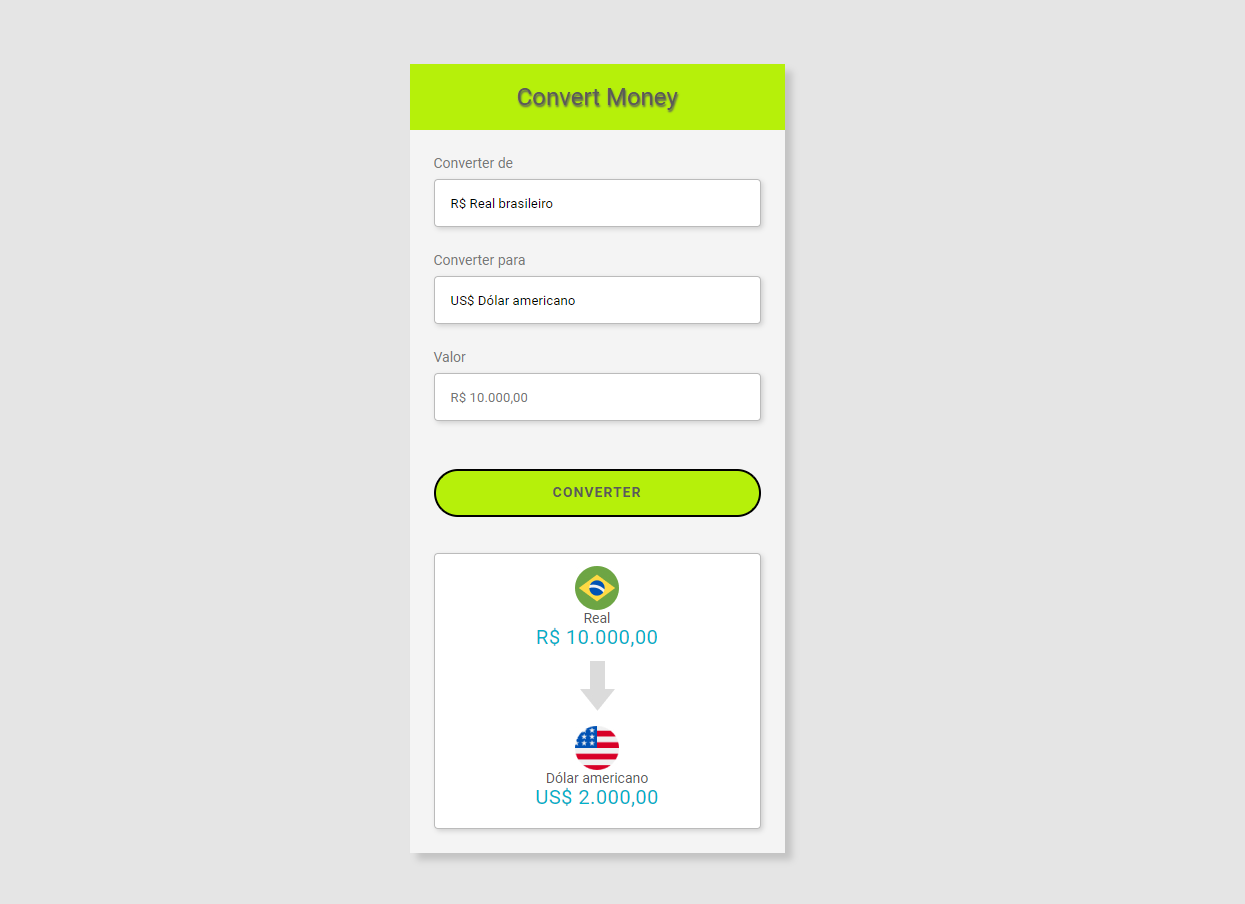 Convert Money
Converter de
R$ Real brasileiro
Converter para
US$ Dólar americano
Valor
R$ 10.000,00
CONVERTER
Real
R$ 10.000,00
Dólar americano
US$ 2.000,00